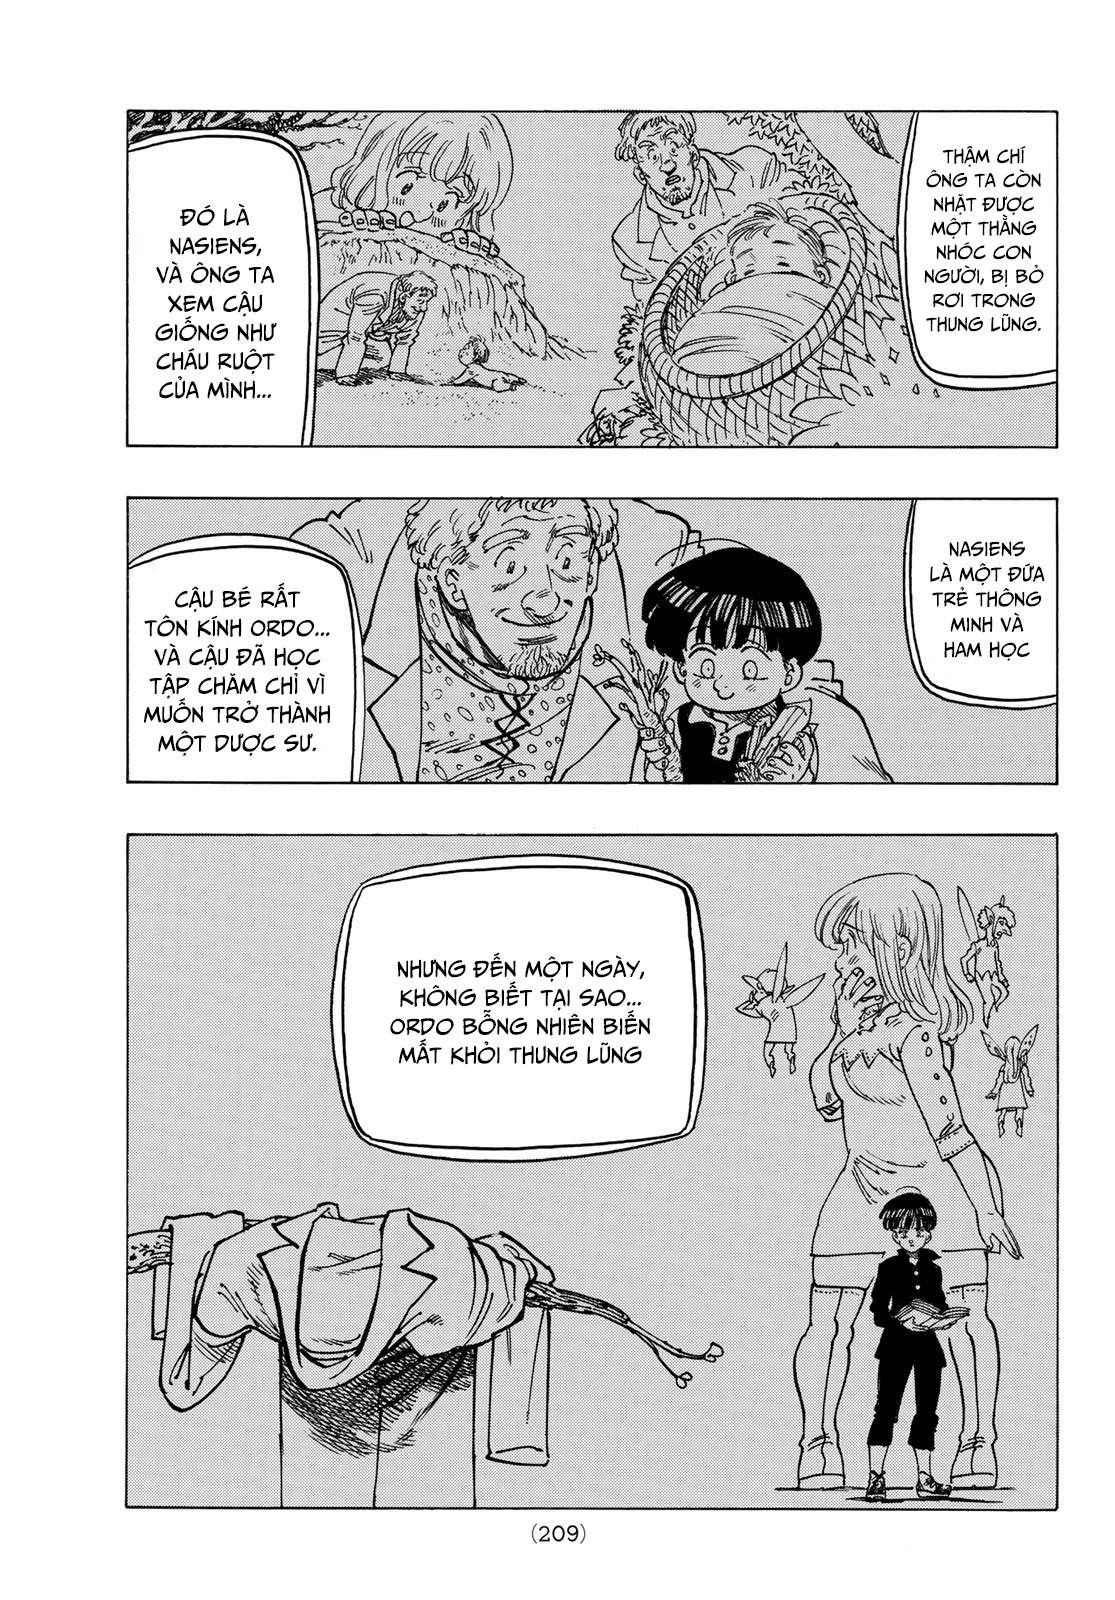 THẬM CHÍ
ÔNG TA CÒN
NHẶT ĐƯỢC
MỘT THẰNG
NHÓC CON
NGƯỜI, BỊ BỎ
RƠI TRONG
THUNG LŨNG.
ĐÓ LÀ
NASIENS,
VÀ ÔNG TA
XEM CẬU
GIỐNG NHƯ
CHÁU RUỘT
CỦA MÌNH...
NASIENS
LÀ MỘT ĐỨA
TRẺ THÔNG
MINH VÀ
HAM HỌC
CẬU BÉ RẤT
TÔN KÍNH ORDO...
VÀ CẬU ĐÃ HỌC
TẬP CHĂM CHỈ VÌ
MUỐN TRỞ THÀNH
MỘT DƯỢC SƯ.
NHƯNG ĐẾN MỘT NGÀY,
KHÔNG BIẾT TẠI SAO...
ORDO BỖNG NHIÊN BIẾN
MẤT KHỎI THUNG LŨNG
(209)